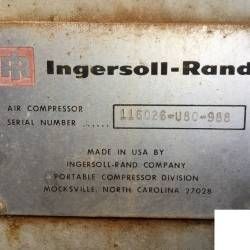 IR Ingersoll-Rand
AIR COMPRESSOR
SERIAL NUMBER ..... 116026-U80-988
MADE IN USA BY
INGERSOLL-RAND COMPANY
PORTABLE COMPRESSOR DIVISION
MOCKSVILLE, NORTH CAROLINA 27028